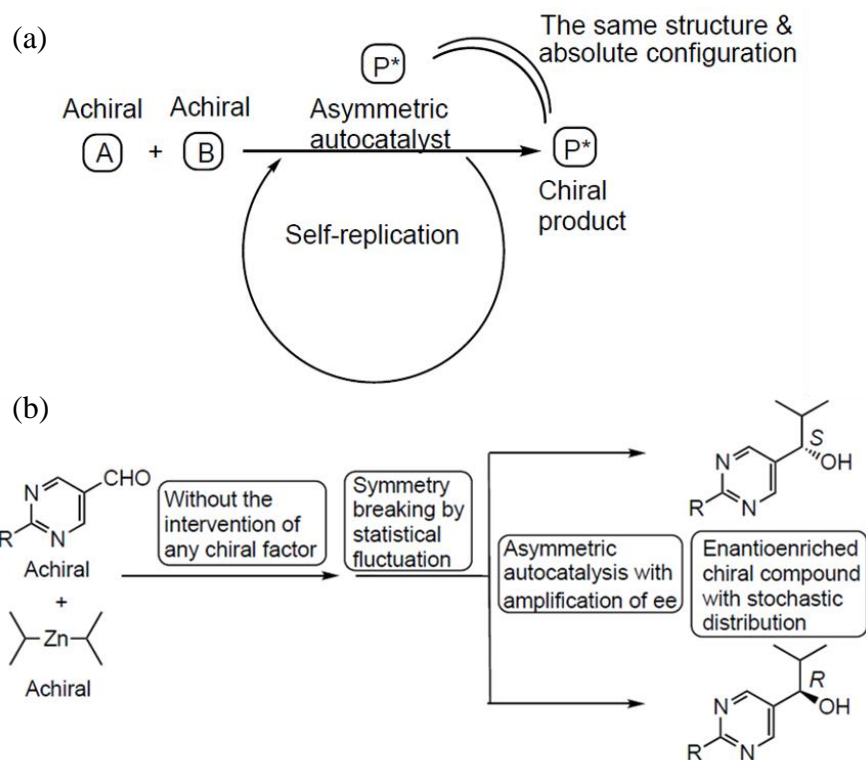 (a)
The same structure &
absolute configuration
P*
Achiral
Achiral
Asymmetric
autocatalyst
A
+
B
P*
Chiral
product
Self-replication
(b)
N
N
R
CHO
Achiral
+
Zn
Achiral
Without the
intervention of
any chiral factor
Symmetry
breaking by
statistical
fluctuation
Asymmetric
autocatalysis with
amplification of ee
S
OH
N
N
R
Enantioenriched
chiral compound
with stochastic
distribution
R
OH
N
N
R